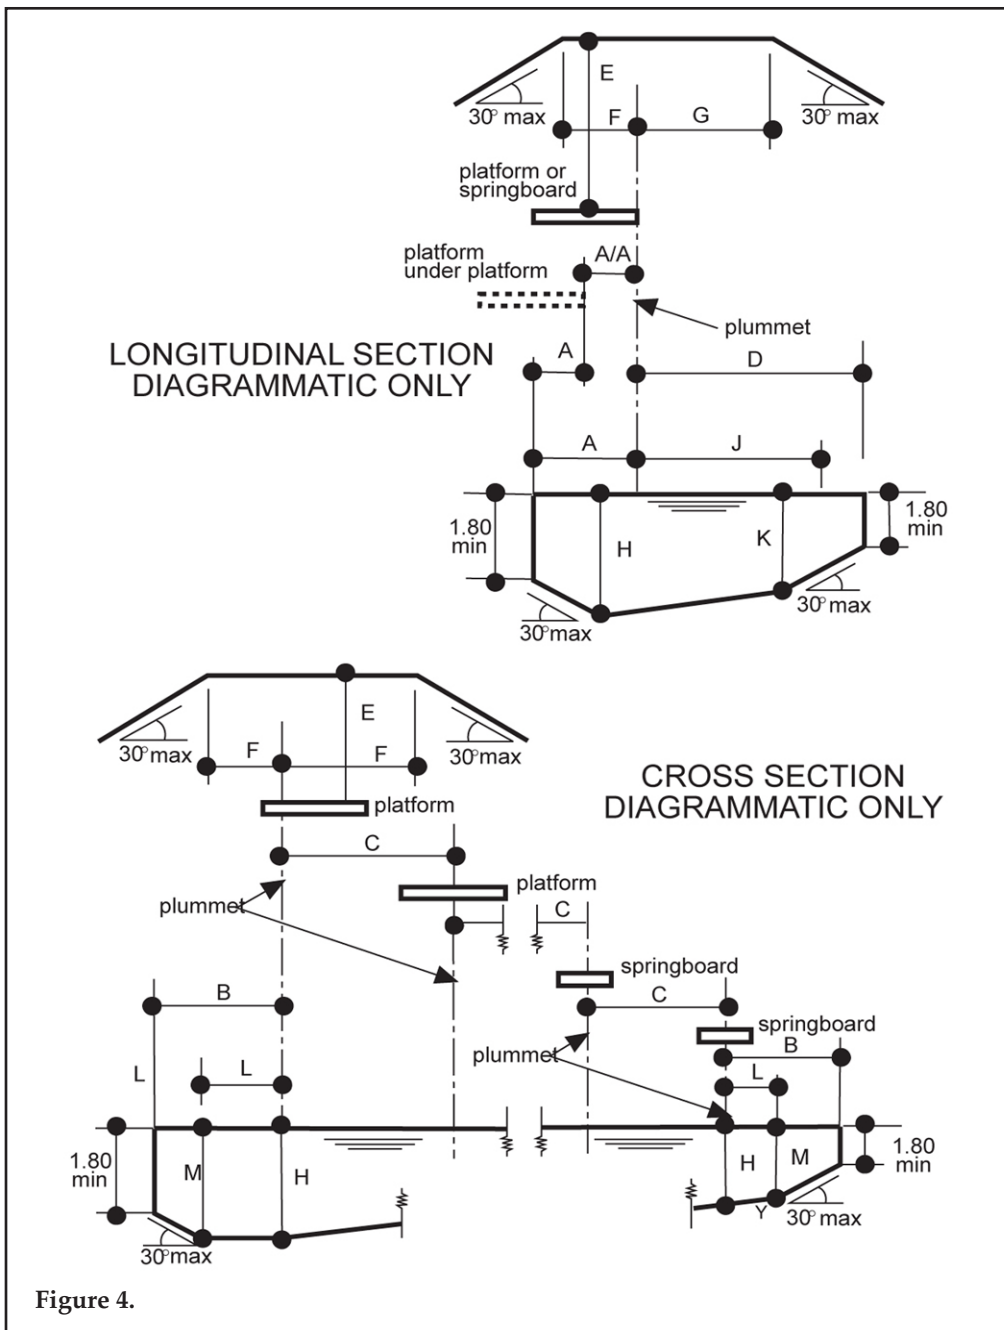 E
30° max
F
G
30° max
platform or
springboard
platform
under platform
A/A
plummet
LONGITUDINAL SECTION
DIAGRAMMATIC ONLY
A
D
A
J
1.80
min
H
K
1.80
min
30°max
30°max
E
30°max
F
F
30°max
platform
CROSS SECTION
DIAGRAMMATIC ONLY
C
platform
plummet
C
springboard
B
C
springboard
plummet
B
L
L
L
1.80
min
M
H
H
M
1.80
min
Y
30°max
30°max
Figure 4.